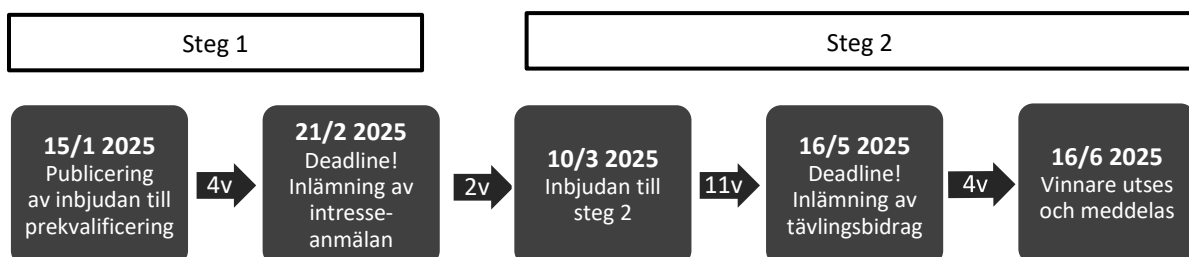 Steg 1
Steg 2
15/1 2025
Publicering
av inbjudan till
prekvalificering
4v
21/2 2025
Deadline!
Inlämning av
intresse-
anmälan
2v
10/3 2025
Inbjudan till
steg 2
11v
16/5 2025
Deadline!
Inlämning av
tävlingsbidrag
4v
16/6 2025
Vinnare utses
och meddelas